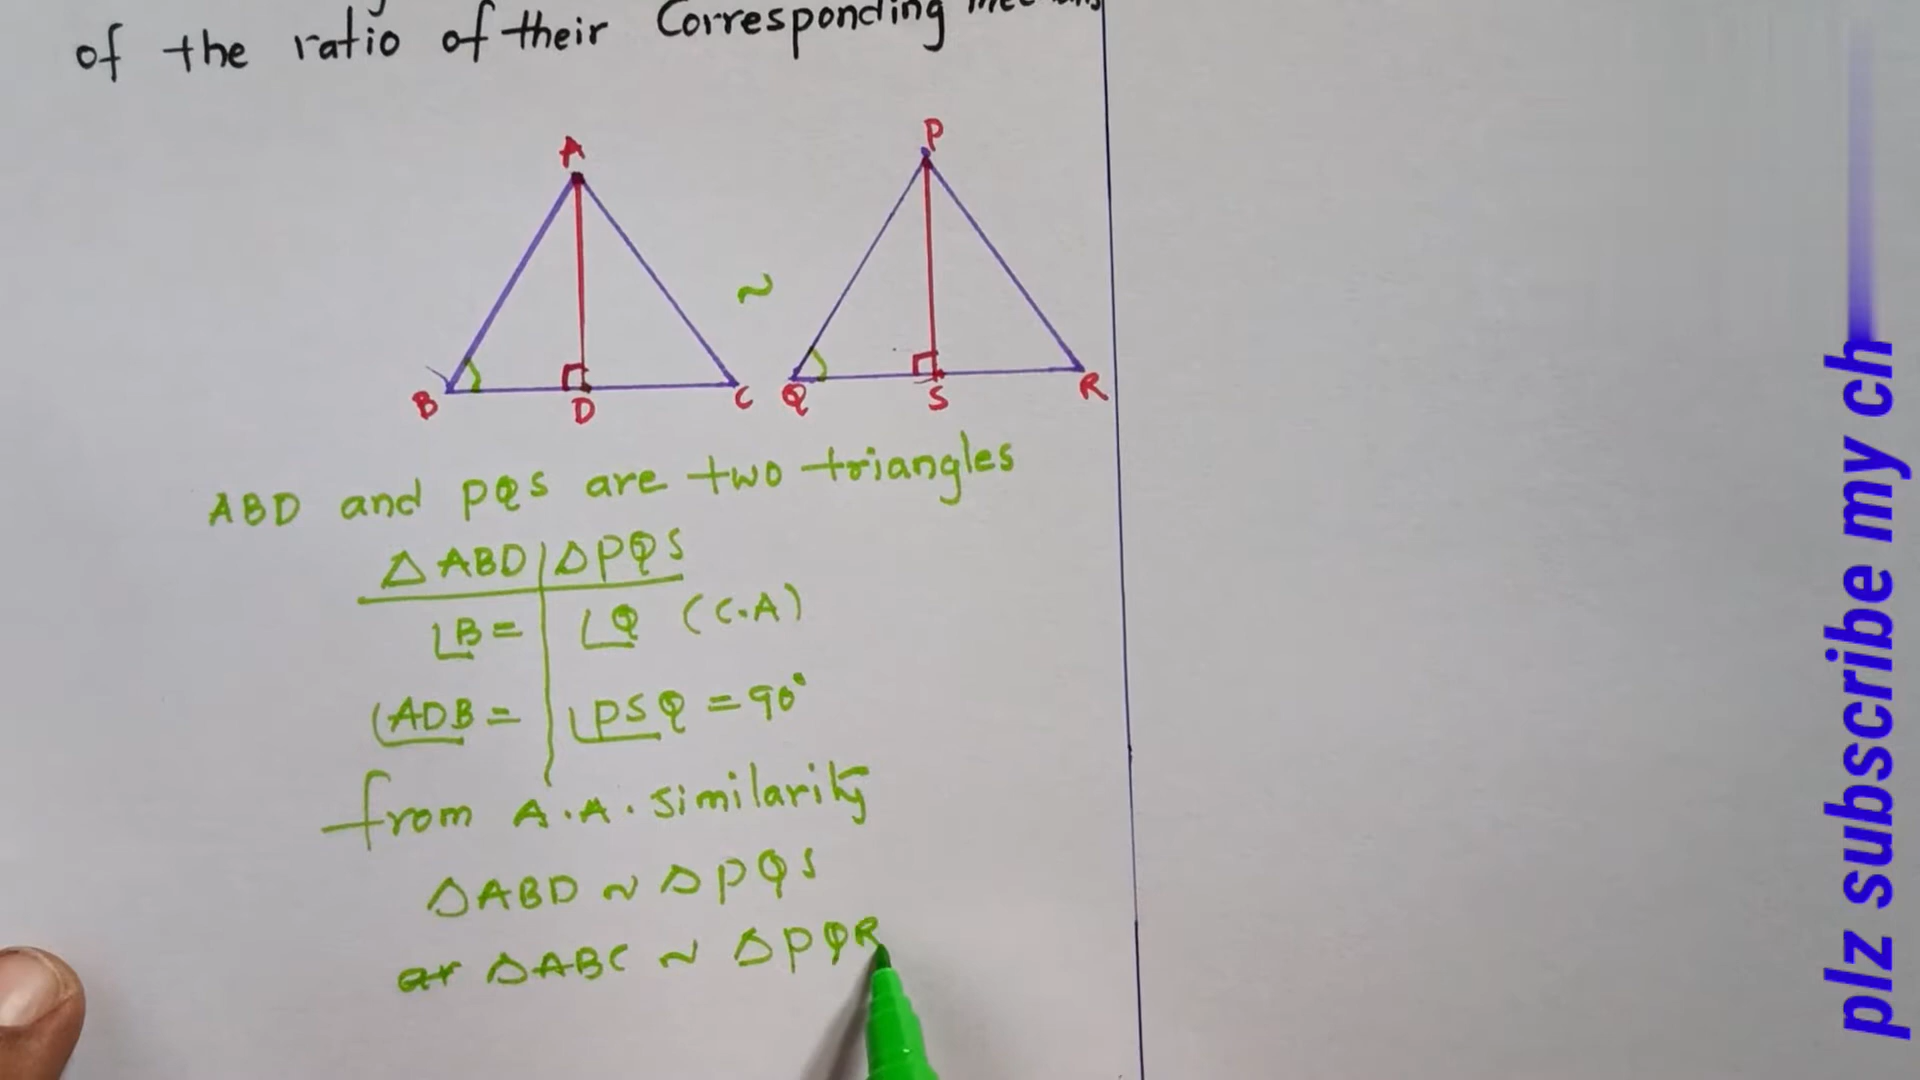 of the ratio of their Corresponding
A
P
~
B
D
C
Q
S
R
ABD and PQS are two triangles
△ABD | △PQS
∠B = | ∠Q (C.A)
∠ADB = | ∠PSQ = 90°
from A.A. similarity
△ABD ~ △PQS
or △ABC ~ △PQR
plz subscribe my ch